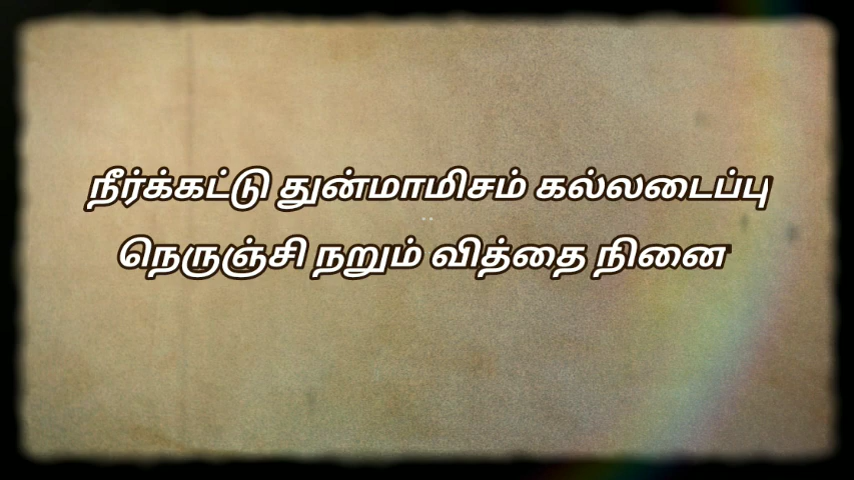 நீர்க்கட்டு துன்மாமிசம் கல்லடைப்பு
நெருஞ்சி நறும் வித்தை நினை